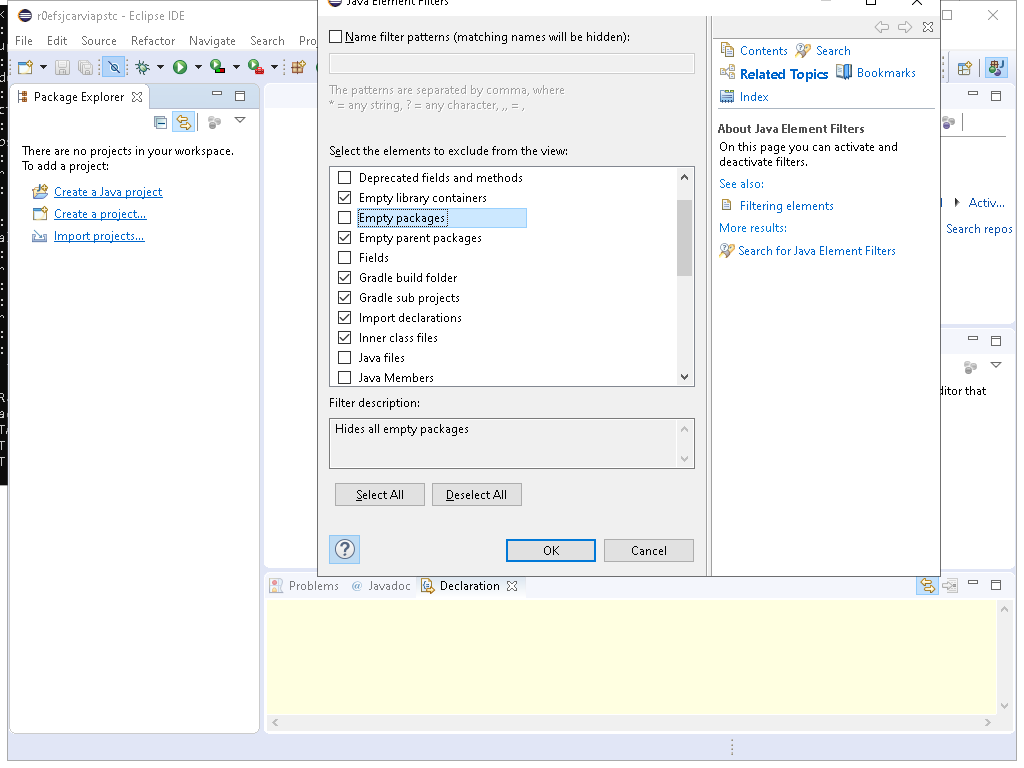 r0efsjcarviapstc - Eclipse IDE
File Edit Source Refactor Navigate Search
Package Explorer
There are no projects in your workspace.
To add a project:
Create a Java project
Create a project...
Import projects...
Java Element Filters
Name filter patterns (matching names will be hidden):
The patterns are separated by comma, where
* = any string, ? = any character, ,, = ,
Select the elements to exclude from the view:
Deprecated fields and methods
Empty library containers
Empty packages
Empty parent packages
Fields
Gradle build folder
Gradle sub projects
Import declarations
Inner class files
Java files
Java Members
Filter description:
Hides all empty packages
Select All Deselect All
? OK Cancel
Contents Search
Related Topics Bookmarks
Index
About Java Element Filters
On this page you can activate and
deactivate filters.
See also:
Filtering elements
More results:
Search for Java Element Filters
Activ...
Search repos
ditor that
Problems @ Javadoc Declaration